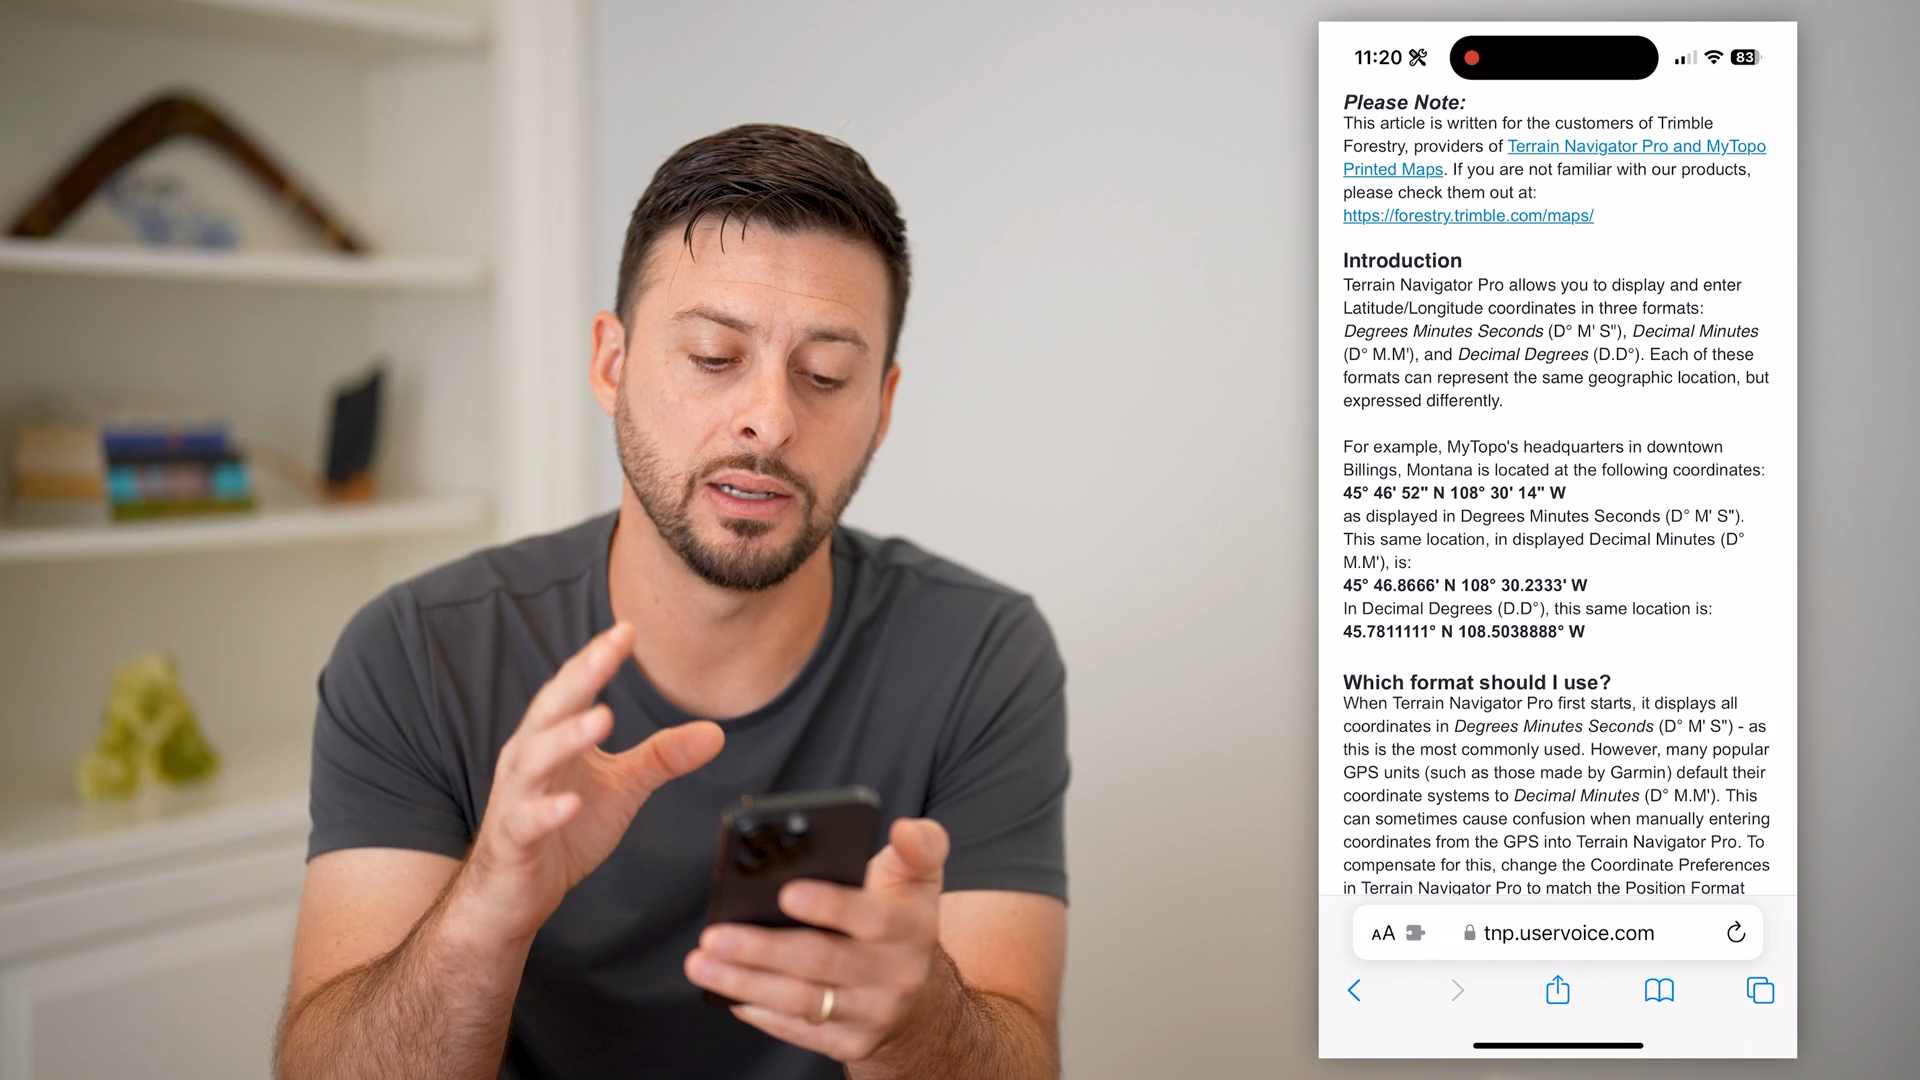 11:20
83
Please Note:
This article is written for the customers of Trimble
Forestry, providers of Terrain Navigator Pro and MyTopo
Printed Maps. If you are not familiar with our products,
please check them out at:
https://forestry.trimble.com/maps/
Introduction
Terrain Navigator Pro allows you to display and enter
Latitude/Longitude coordinates in three formats:
Degrees Minutes Seconds (D° M' S"), Decimal Minutes
(D° M.M'), and Decimal Degrees (D.D°). Each of these
formats can represent the same geographic location, but
expressed differently.
For example, MyTopo's headquarters in downtown
Billings, Montana is located at the following coordinates:
45° 46' 52" N 108° 30' 14" W
as displayed in Degrees Minutes Seconds (D° M' S").
This same location, in displayed Decimal Minutes (D°
M.M'), is:
45° 46.8666' N 108° 30.2333' W
In Decimal Degrees (D.D°), this same location is:
45.7811111° N 108.5038888° W
Which format should I use?
When Terrain Navigator Pro first starts, it displays all
coordinates in Degrees Minutes Seconds (D° M' S") - as
this is the most commonly used. However, many popular
GPS units (such as those made by Garmin) default their
coordinate systems to Decimal Minutes (D° M.M'). This
can sometimes cause confusion when manually entering
coordinates from the GPS into Terrain Navigator Pro. To
compensate for this, change the Coordinate Preferences
in Terrain Navigator Pro to match the Position Format
AA
tnp.uservoice.com